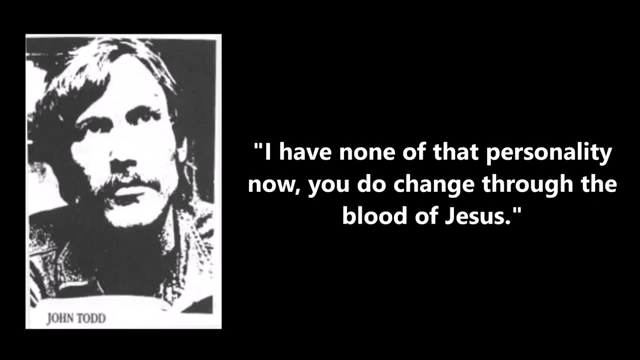 "I have none of that personality
now, you do change through the
blood of Jesus."
JOHN TODD